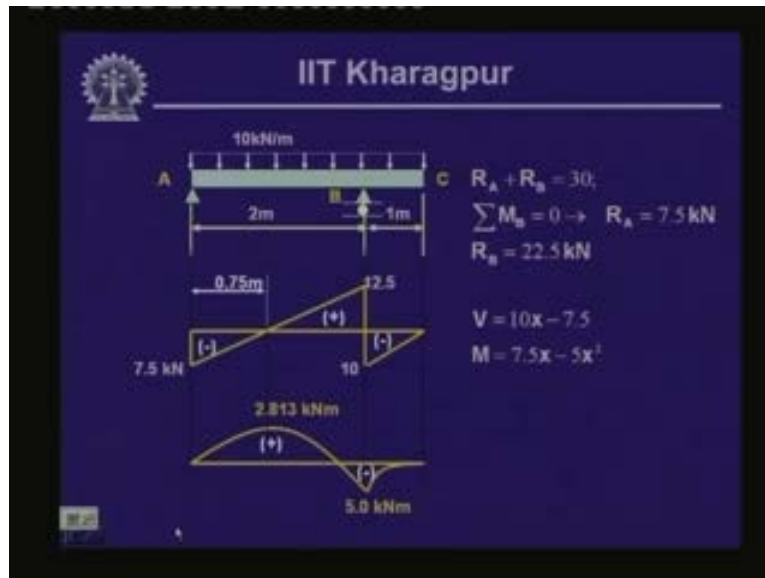 IIT Kharagpur
10kN/m
A
B
C
2m
1m
R_A + R_B = 30;
∑M_B = 0 → R_A = 7.5 kN
R_B = 22.5 kN
0.75m
12.5
(+)
(-)
(-)
7.5 kN
10
V = 10x − 7.5
M = 7.5x − 5x²
2.813 kNm
(+)
(-)
5.0 kNm